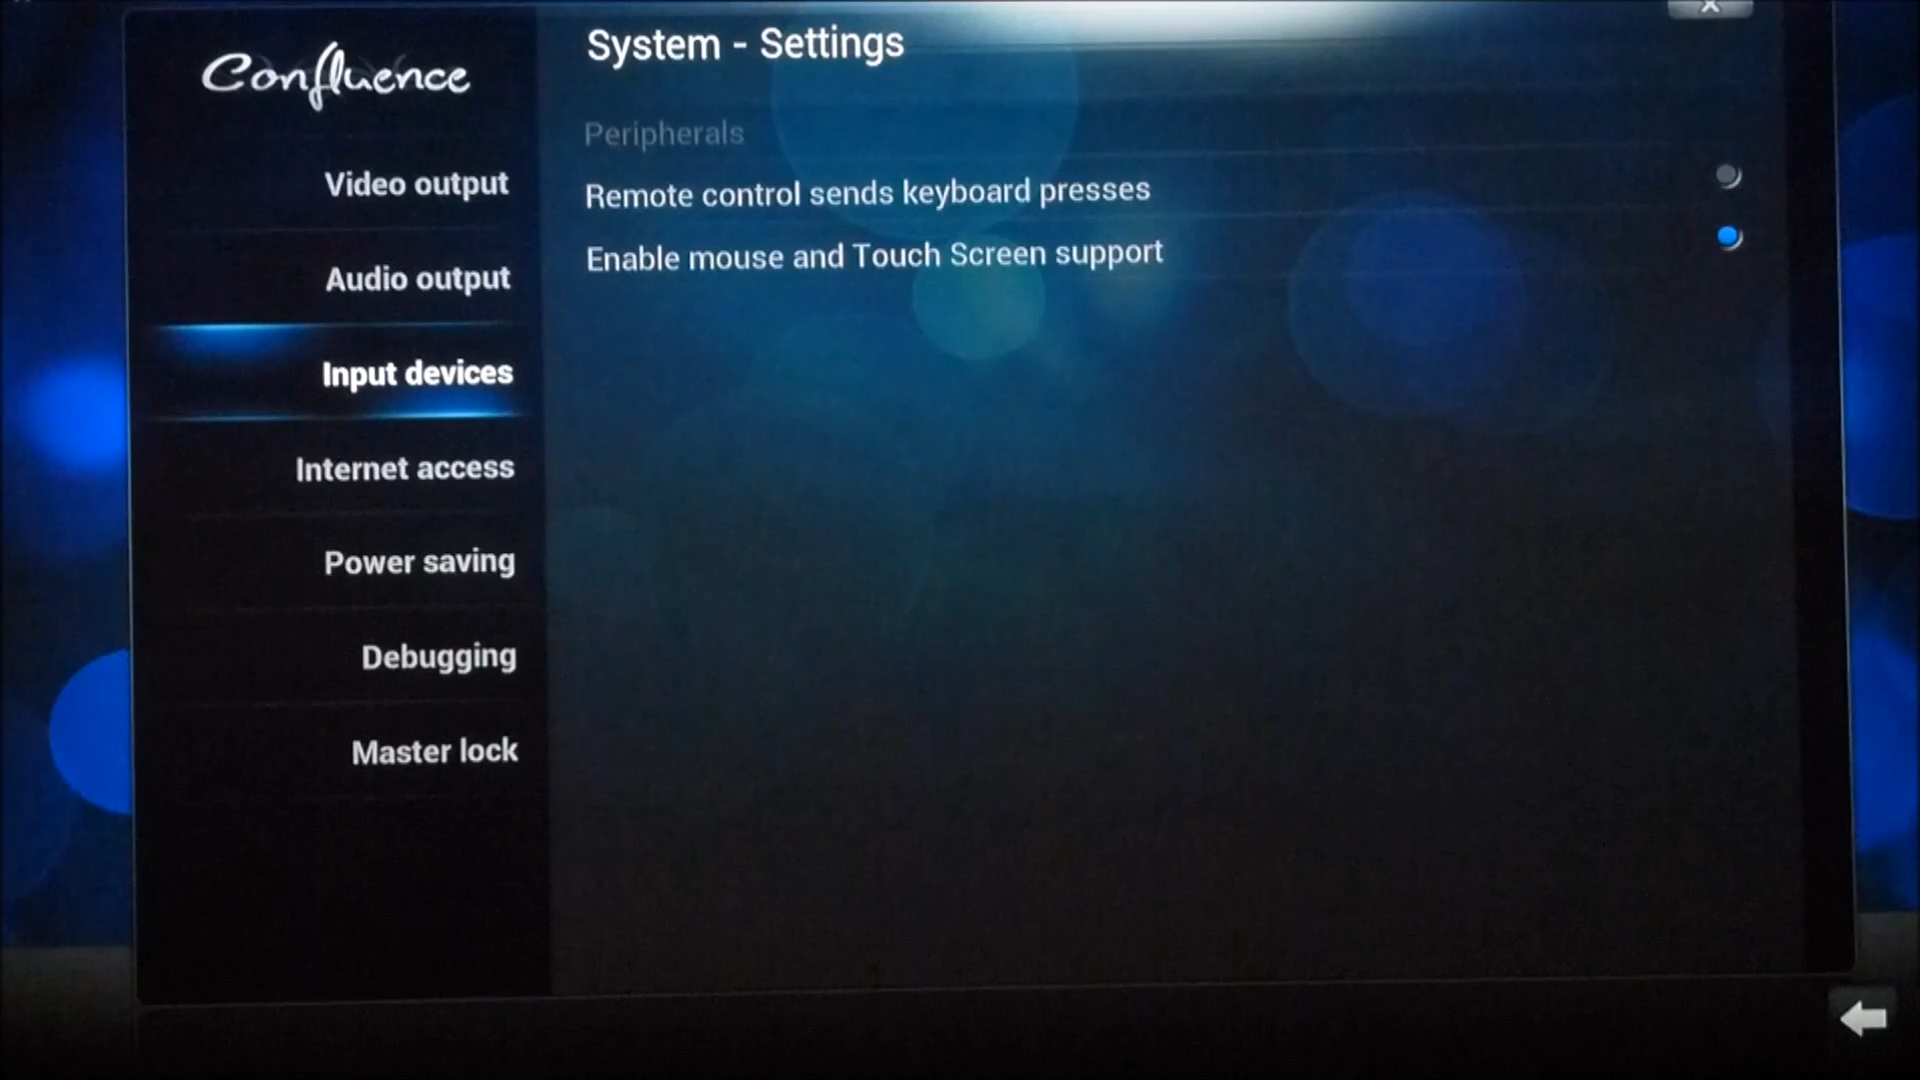 Confluence
System - Settings
Peripherals
Remote control sends keyboard presses
Enable mouse and Touch Screen support
Video output
Audio output
Input devices
Internet access
Power saving
Debugging
Master lock